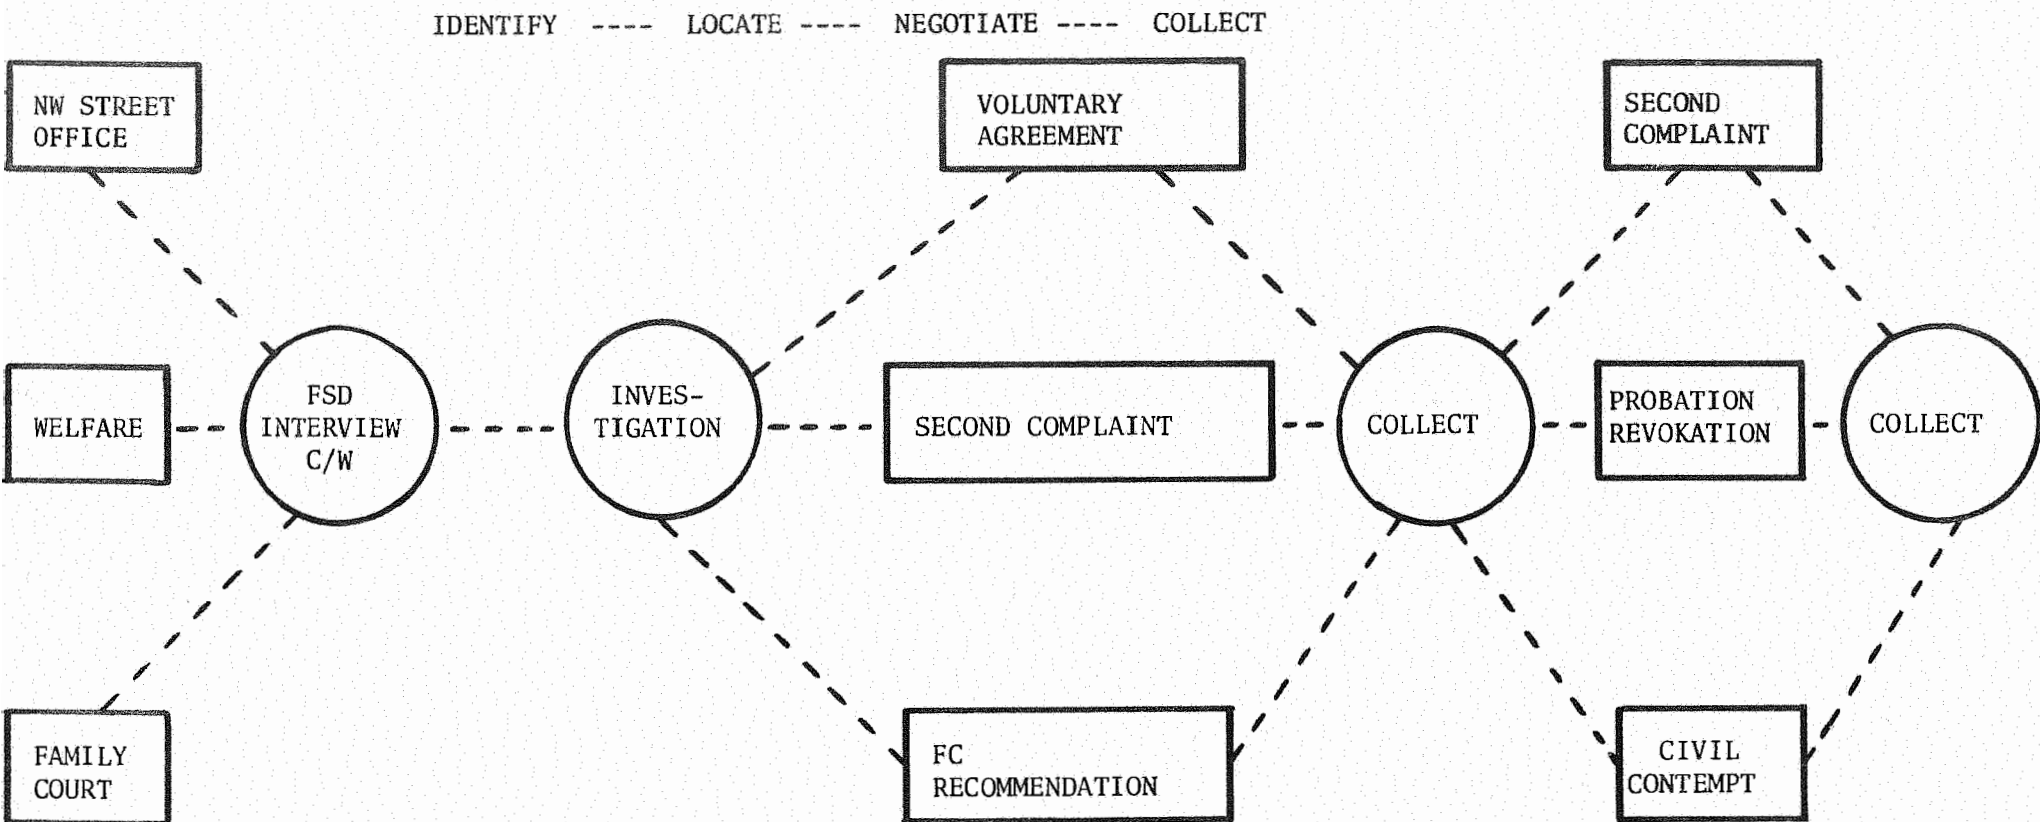 IDENTIFY ---- LOCATE ---- NEGOTIATE ---- COLLECT
NW STREET
OFFICE
VOLUNTARY
AGREEMENT
SECOND
COMPLAINT
WELFARE
FSD
INTERVIEW
C/W
INVES-
TIGATION
SECOND COMPLAINT
COLLECT
PROBATION
REVOKATION
COLLECT
FAMILY
COURT
FC
RECOMMENDATION
CIVIL
CONTEMPT